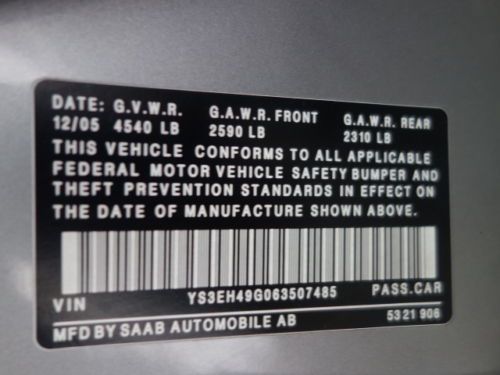 DATE: G.V.W.R. G.A.W.R. FRONT G.A.W.R. REAR
12/05 4540 LB 2590 LB 2310 LB
THIS VEHICLE CONFORMS TO ALL APPLICABLE
FEDERAL MOTOR VEHICLE SAFETY BUMPER AND
THEFT PREVENTION STANDARDS IN EFFECT ON
THE DATE OF MANUFACTURE SHOWN ABOVE.
VIN YS3EH49G063507485 PASS.CAR
MFD BY SAAB AUTOMOBILE AB 5321 906